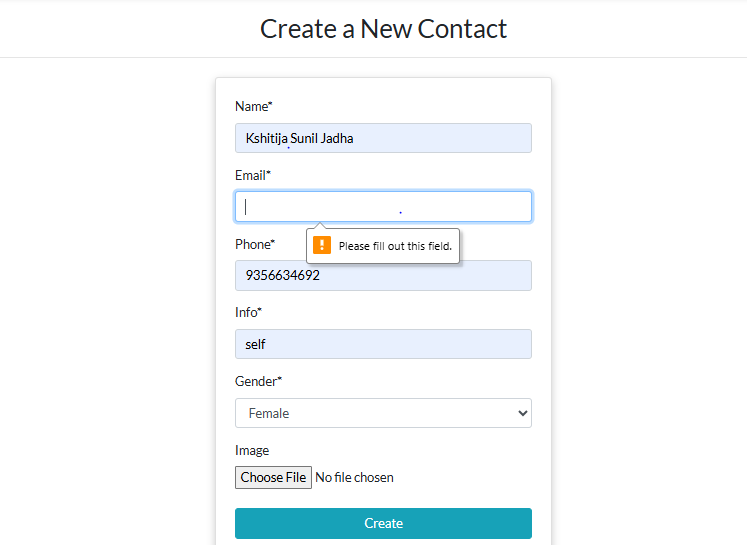 Create a New Contact
Name*
Kshitija Sunil Jadha
Email*
Please fill out this field.
Phone*
9356634692
Info*
self
Gender*
Female
Image
Choose File No file chosen
Create